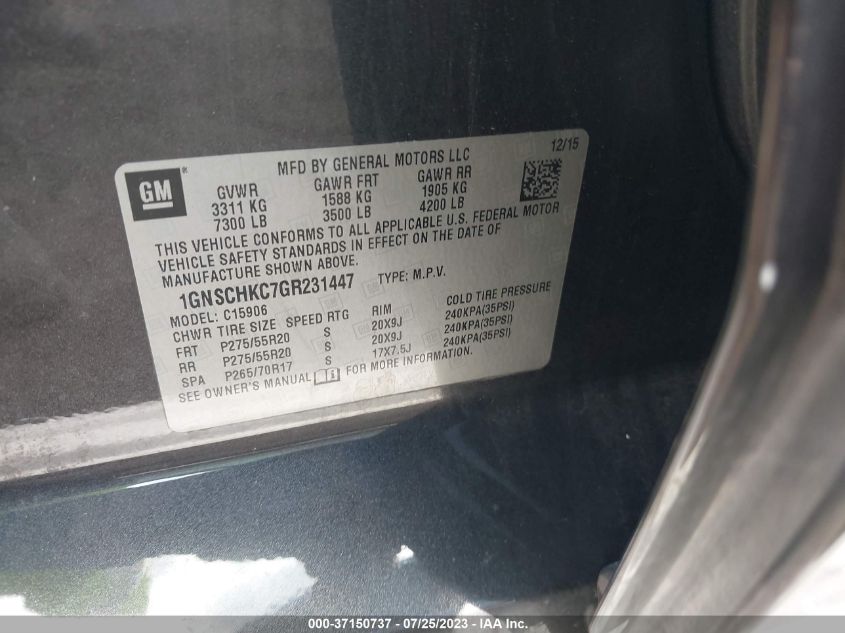 MFD BY GENERAL MOTORS LLC
12/15
GM®
GVWR GAWR FRT GAWR RR
3311 KG 1588 KG 1905 KG
7300 LB 3500 LB 4200 LB
THIS VEHICLE CONFORMS TO ALL APPLICABLE U.S. FEDERAL MOTOR
VEHICLE SAFETY STANDARDS IN EFFECT ON THE DATE OF
MANUFACTURE SHOWN ABOVE.
1GNSCHKC7GR231447 TYPE: M.P.V.
MODEL: C15906
CHWR TIRE SIZE SPEED RTG RIM COLD TIRE PRESSURE
FRT P275/55R20 S 20X9J 240KPA(35PSI)
RR P275/55R20 S 20X9J 240KPA(35PSI)
SPA P265/70R17 S 17X7.5J 240KPA(35PSI)
SEE OWNER'S MANUAL i FOR MORE INFORMATION.
000-37150737 - 07/25/2023 - IAA Inc.